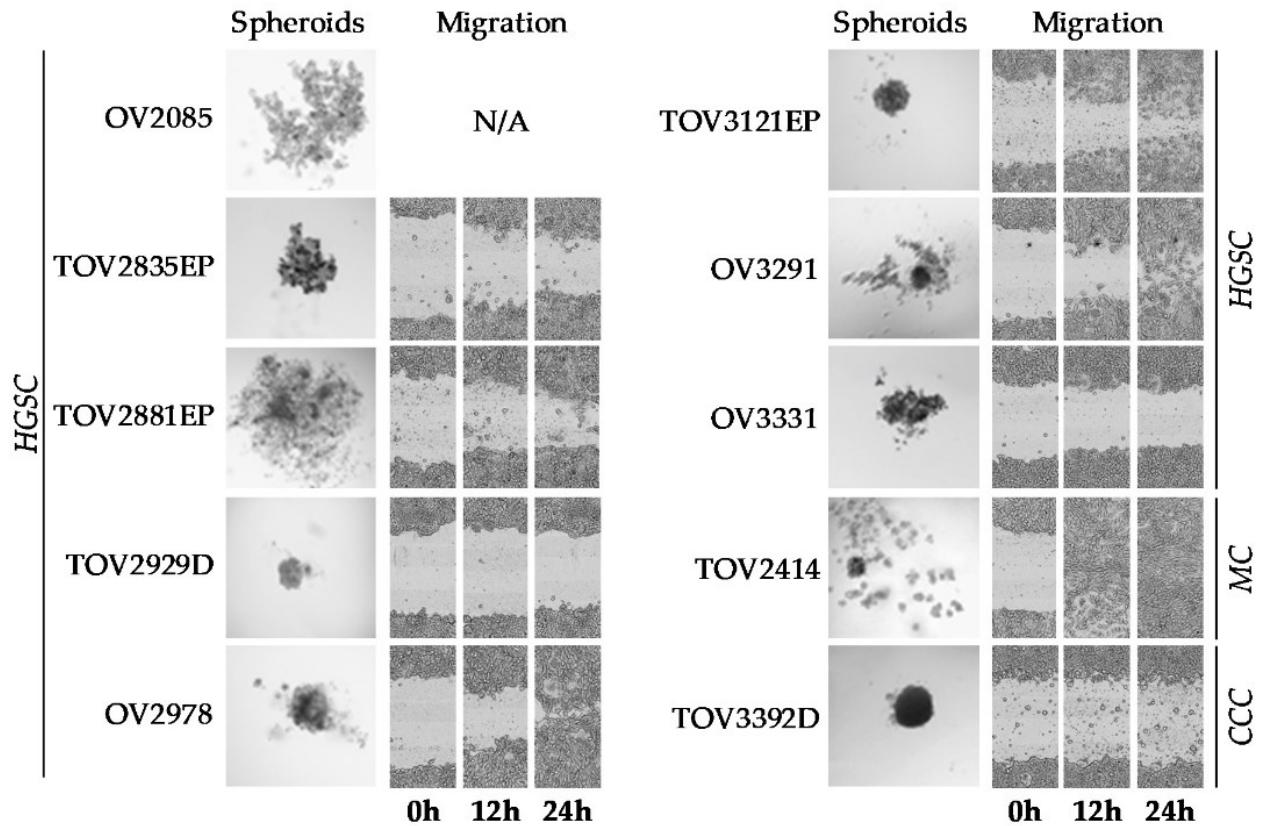 Spheroids Migration
HGSC
OV2085
N/A
TOV2835EP
TOV2881EP
TOV2929D
OV2978
0h 12h 24h
Spheroids Migration
TOV3121EP
OV3291
OV3331
HGSC
TOV2414
MC
TOV3392D
CCC
0h 12h 24h